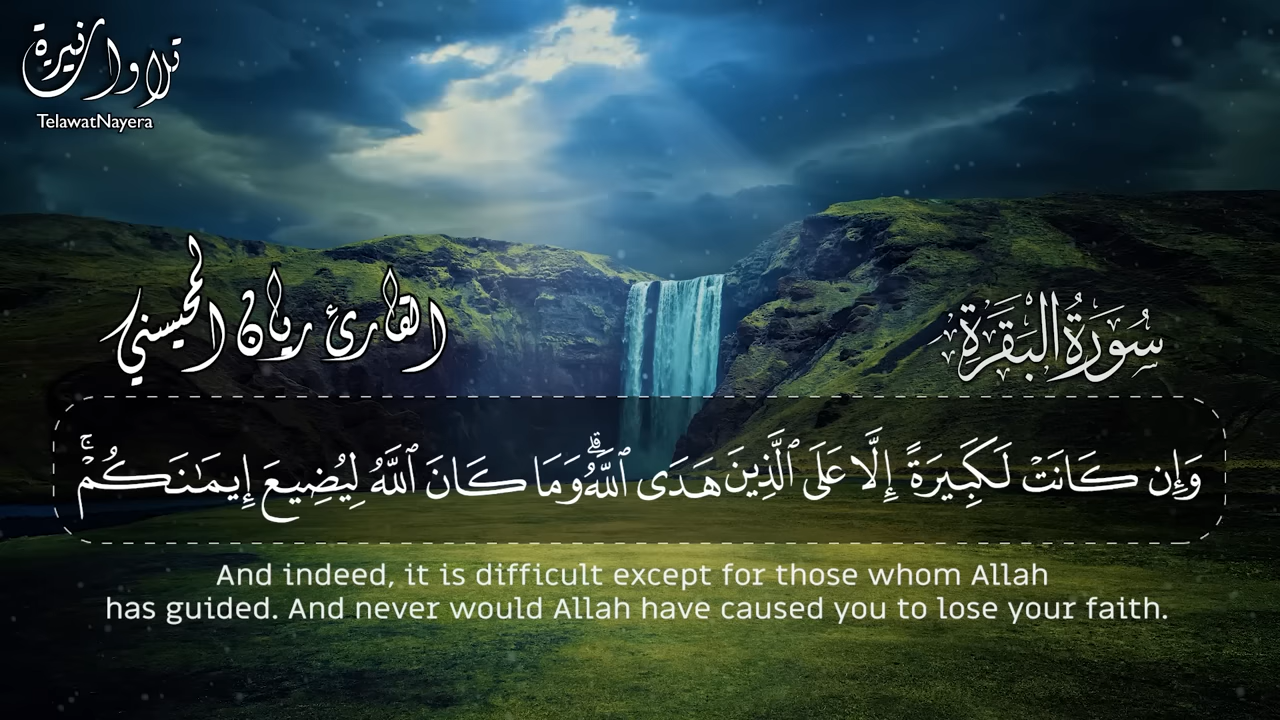 تلاوات نيرة
TelawatNayera
سُورَةُ البَقَرَةِ
القارئ ريان المحيسني
وَإِن كَانَتْ لَكَبِيرَةً إِلَّا عَلَى ٱلَّذِينَ هَدَى ٱللَّهُۗ وَمَا كَانَ ٱللَّهُ لِيُضِيعَ إِيمَـٰنَكُمْۚ
And indeed, it is difficult except for those whom Allah
has guided. And never would Allah have caused you to lose your faith.